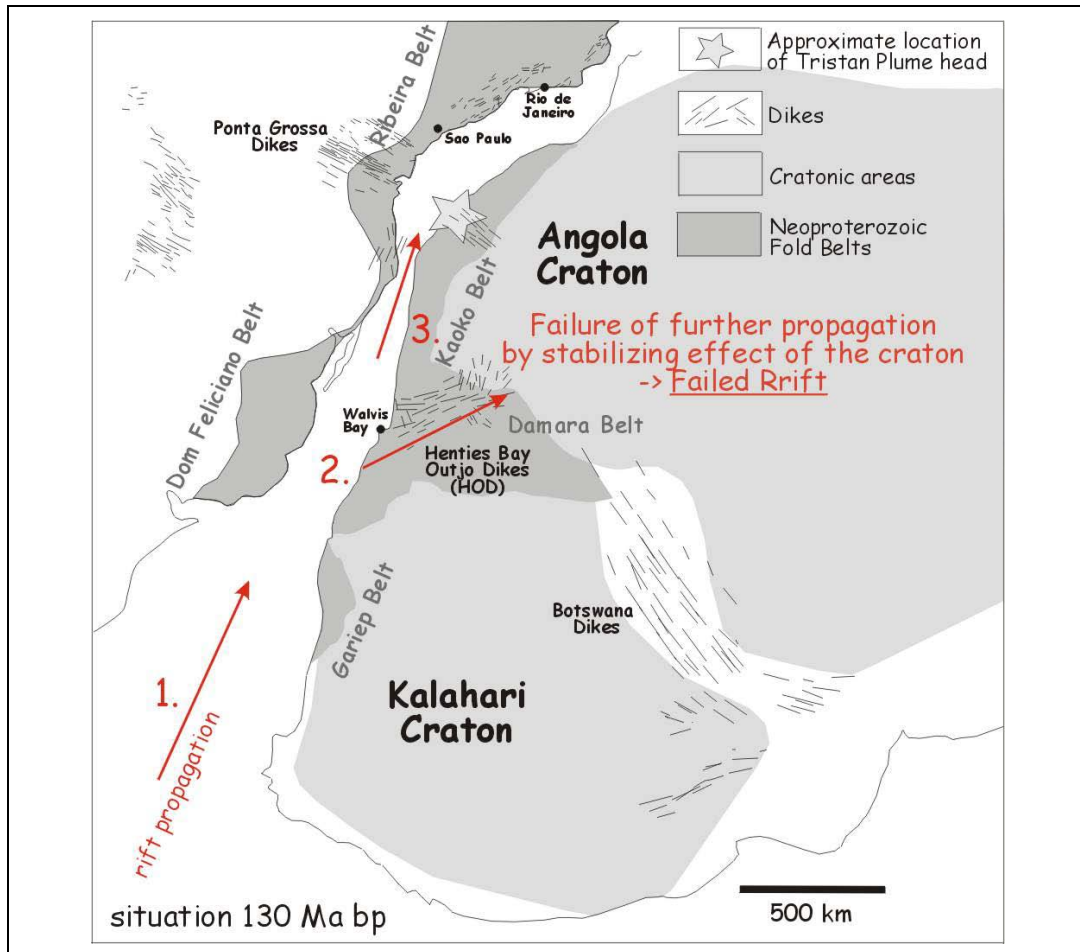 Approximate location
of Tristan Plume head
Dikes
Cratonic areas
Neoproterozoic
Fold Belts
Ribeira Belt
Rio de
Janeiro
Sao Paulo
Ponta Grossa
Dikes
Angola
Craton
Kaoko Belt
3.
Failure of further propagation
by stabilizing effect of the craton
-> Failed Rrift
Dom Feliciano Belt
Walvis
Bay
Damara Belt
2.
Henties Bay
Outjo Dikes
(HOD)
Gariep Belt
Botswana
Dikes
1.
rift propagation
Kalahari
Craton
500 km
situation 130 Ma bp